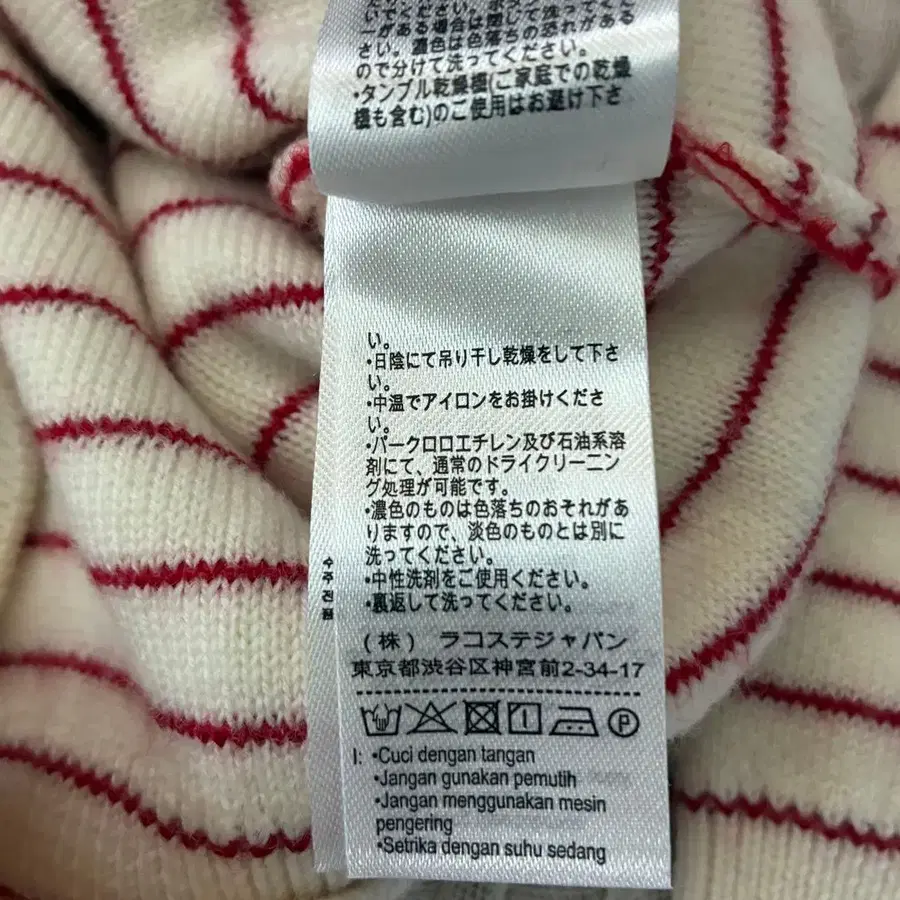 いでください。ボタ
ーがある場合は閉じて洗ってくだ
さい。濃色は色落ちの恐れがある
ので分けて洗ってください。
•タンブル乾燥機(ご家庭での乾燥
機も含む)のご使用はお避け下さ
い。
•日陰にて吊り干し乾燥をして下さ
い。
•中温でアイロンをお掛けくださ
い。
•パークロロエチレン及び石油系溶
剤にて、通常のドライクリーニン
グ処理が可能です。
•濃色のものは色落ちのおそれがあ
りますので、淡色のものとは別に
洗ってください。
•中性洗剤をご使用ください。
•裏返して洗ってください。
(株) ラコステジャパン
東京都渋谷区神宮前2-34-17
P
I: •Cuci dengan tangan
•Jangan gunakan pemutih
•Jangan menggunakan mesin
pengering
•Setrika dengan suhu sedang